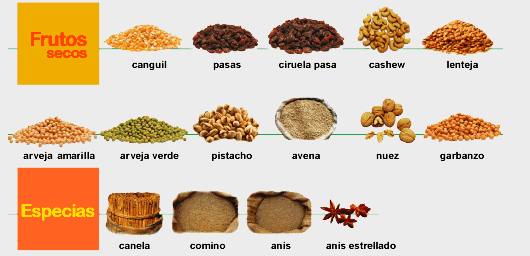 Frutos
secos
canguil pasas ciruela pasa cashew lenteja
arveja amarilla arveja verde pistacho avena nuez garbanzo
Especias
canela comino anis anis estrellado